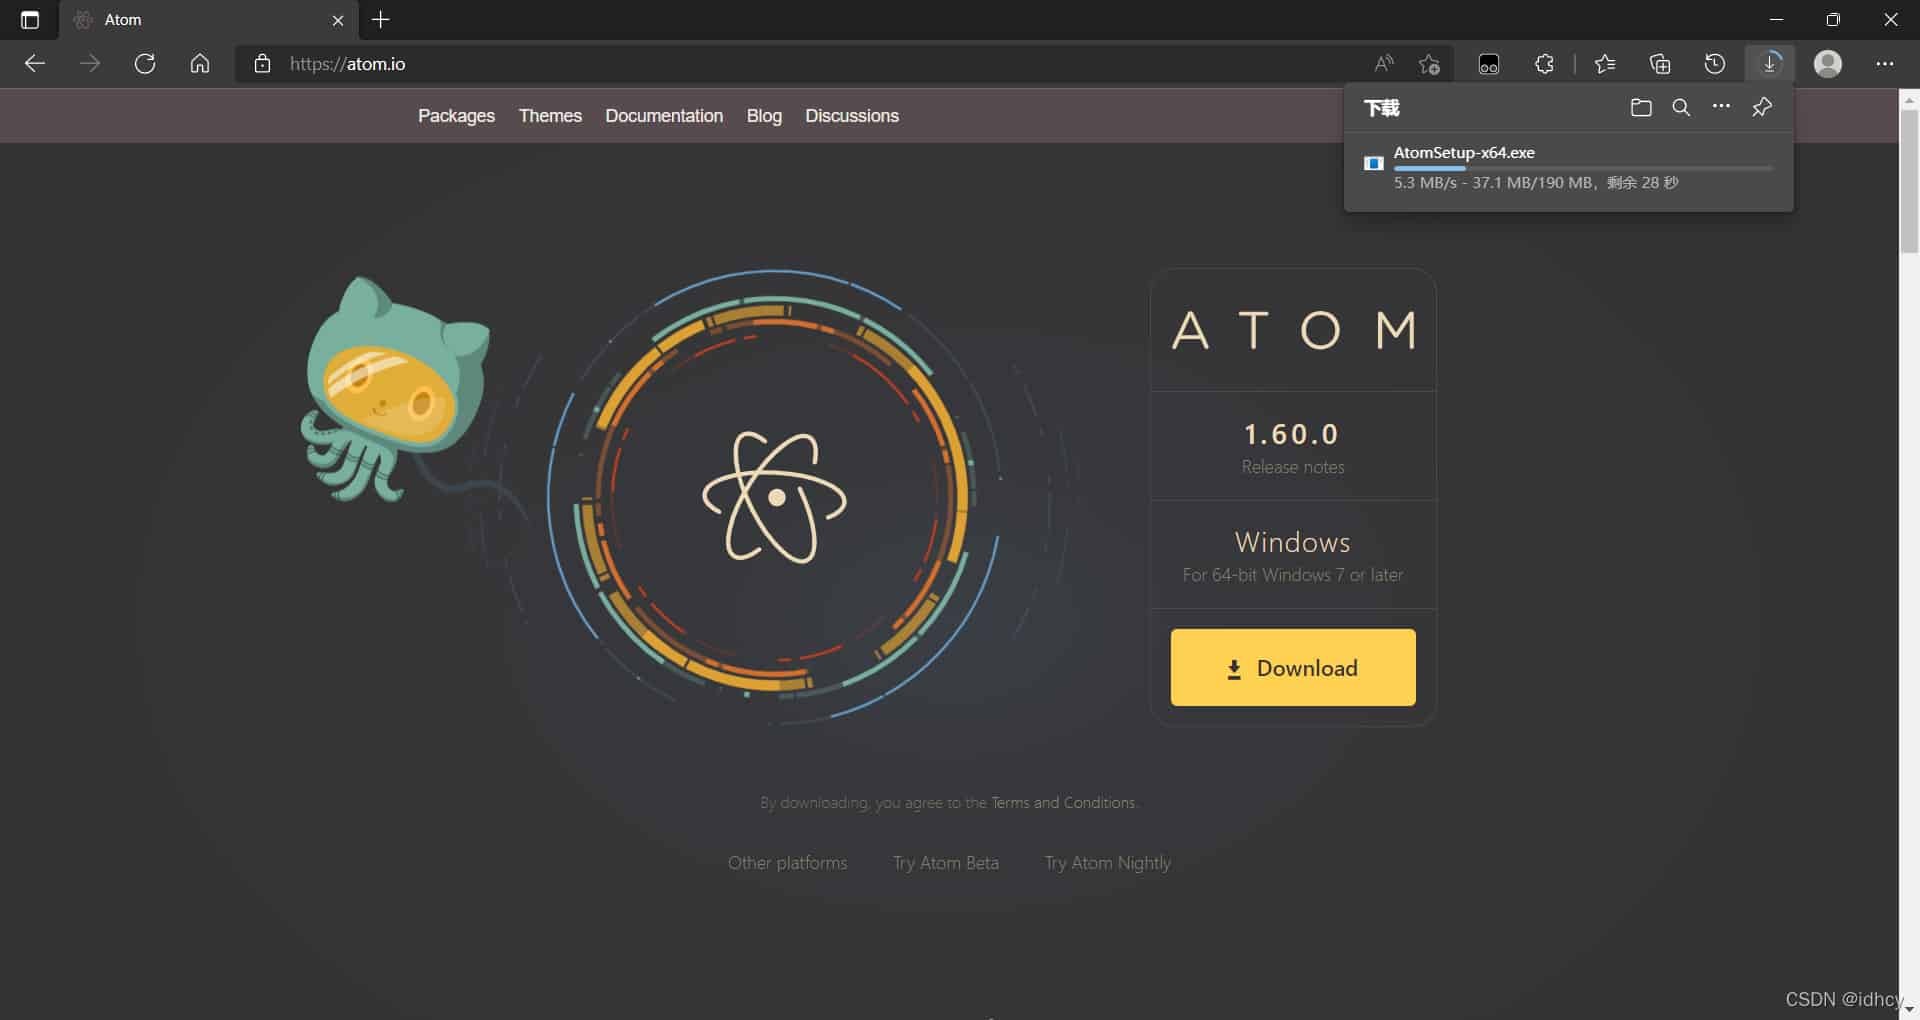 Atom
https://atom.io
Packages Themes Documentation Blog Discussions
下载
AtomSetup-x64.exe
5.3 MB/s - 37.1 MB/190 MB，剩余 28 秒
ATOM
1.60.0
Release notes
Windows
For 64-bit Windows 7 or later
Download
By downloading, you agree to the Terms and Conditions.
Other platforms Try Atom Beta Try Atom Nightly
CSDN @idhcy